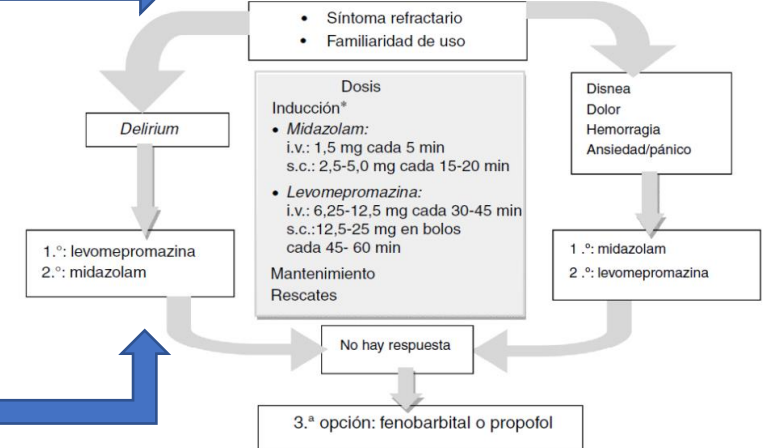 • Síntoma refractario
• Familiaridad de uso
Delirium
Dosis
Inducción*
• Midazolam:
i.v.: 1,5 mg cada 5 min
s.c.: 2,5-5,0 mg cada 15-20 min
• Levomepromazina:
i.v.: 6,25-12,5 mg cada 30-45 min
s.c.:12,5-25 mg en bolos
cada 45- 60 min
Mantenimiento
Rescates
Disnea
Dolor
Hemorragia
Ansiedad/pánico
1.°: levomepromazina
2.°: midazolam
1 .º: midazolam
2 .º: levomepromazina
No hay respuesta
3.ª opción: fenobarbital o propofol